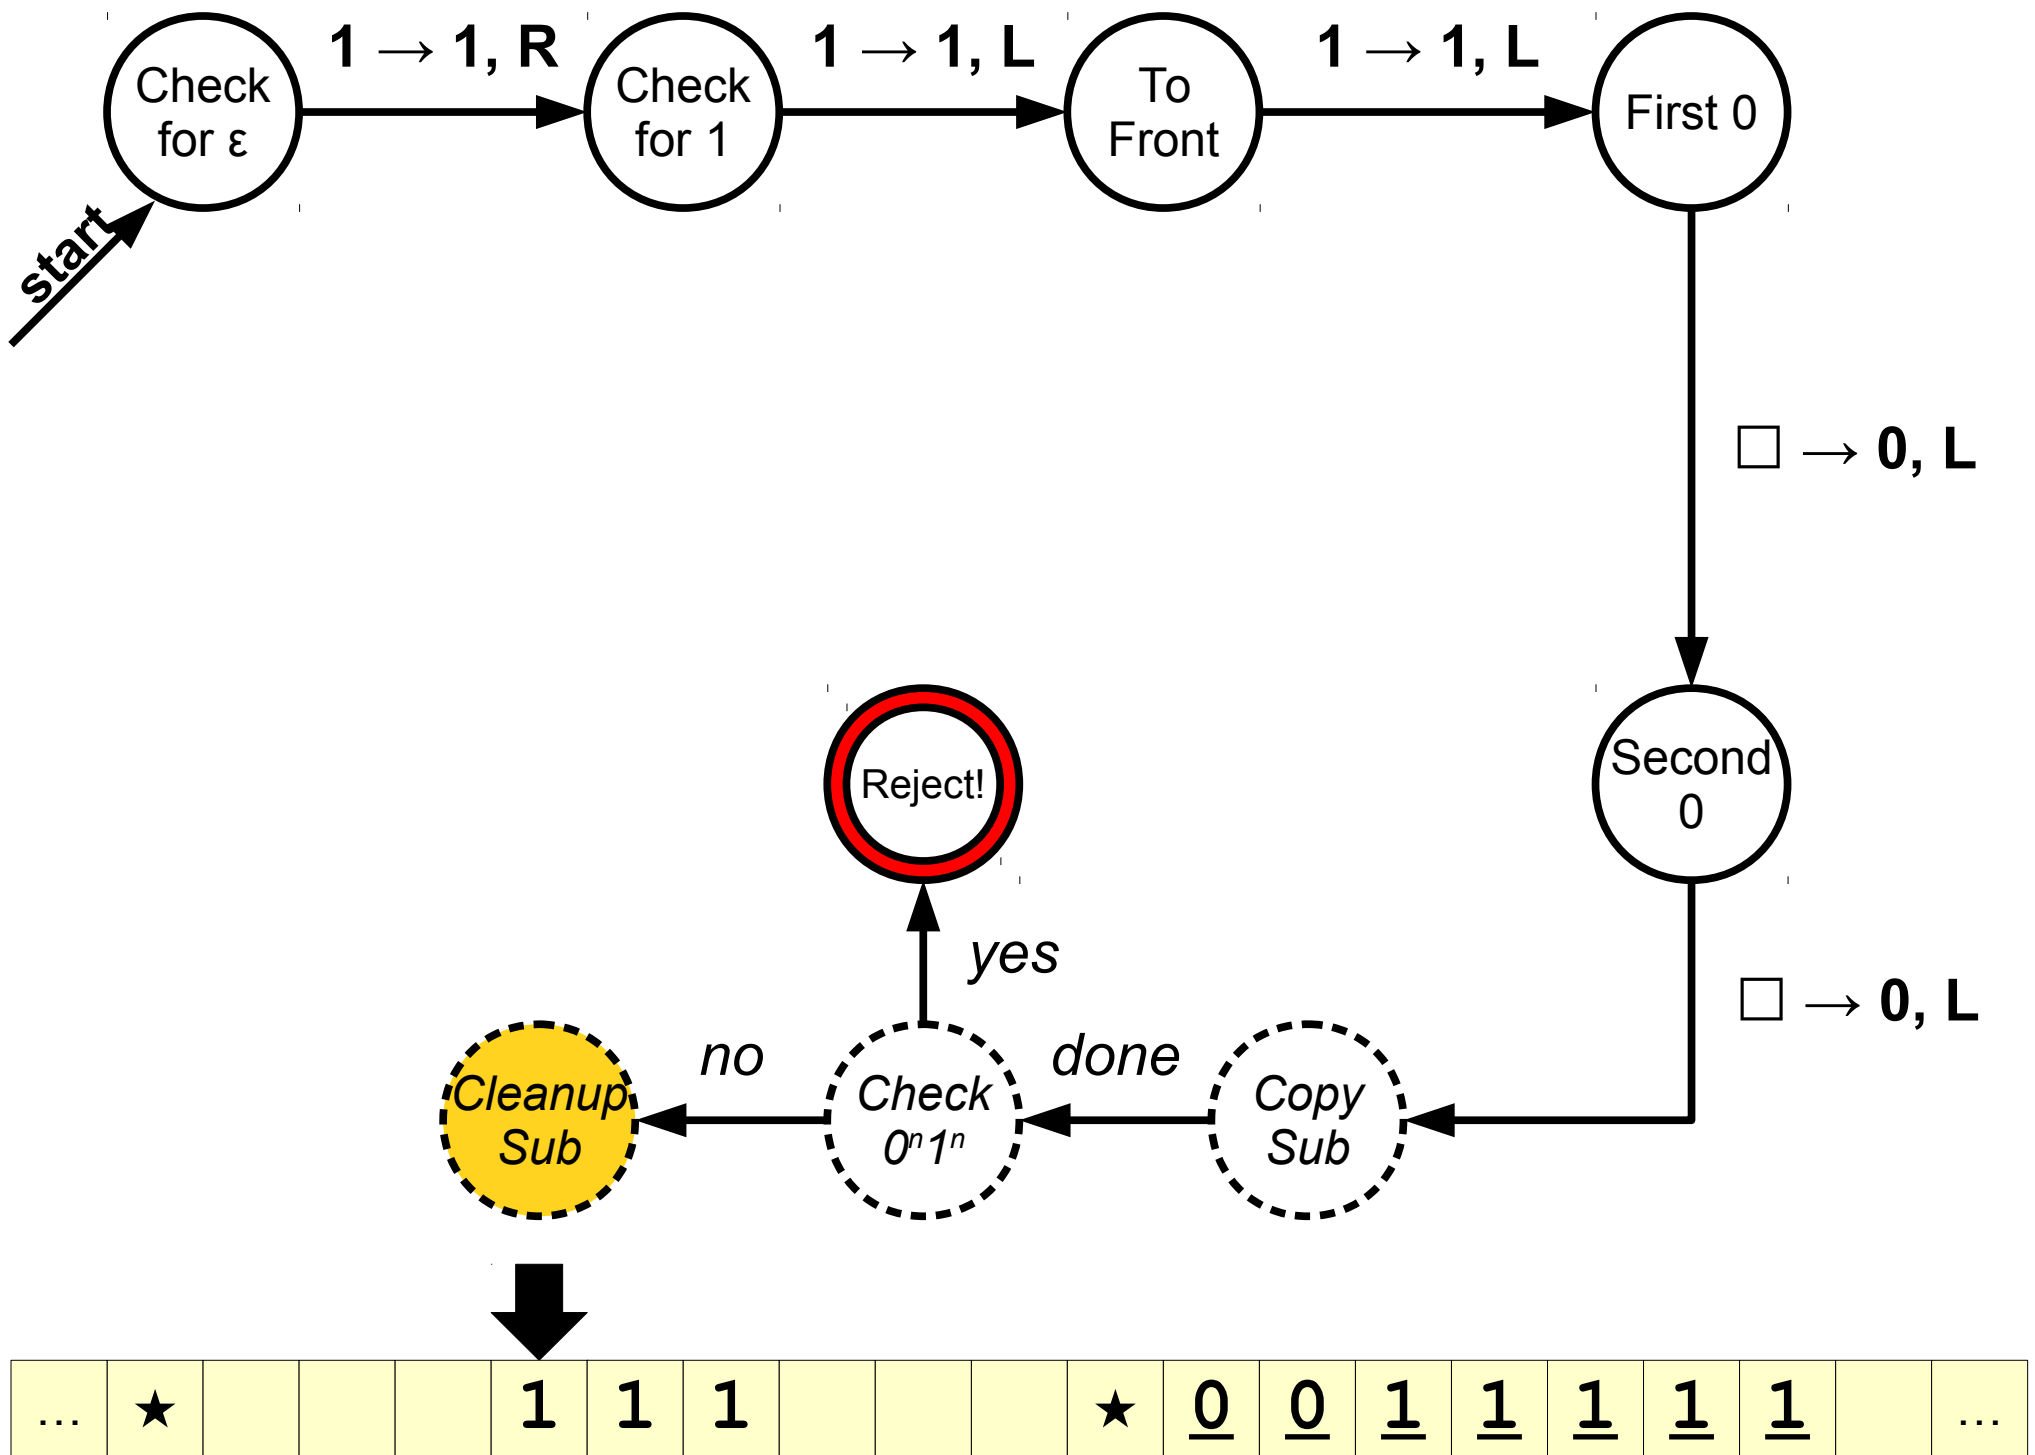 1 → 1, R
1 → 1, L
1 → 1, L
Check
for ε
Check
for 1
To
Front
First 0
start
□ → 0, L
Reject!
Second
0
yes
□ → 0, L
no
done
Cleanup
Sub
Check
0ⁿ1ⁿ
Copy
Sub
… ★ 1 1 1 ★ 0 0 1 1 1 1 1 …